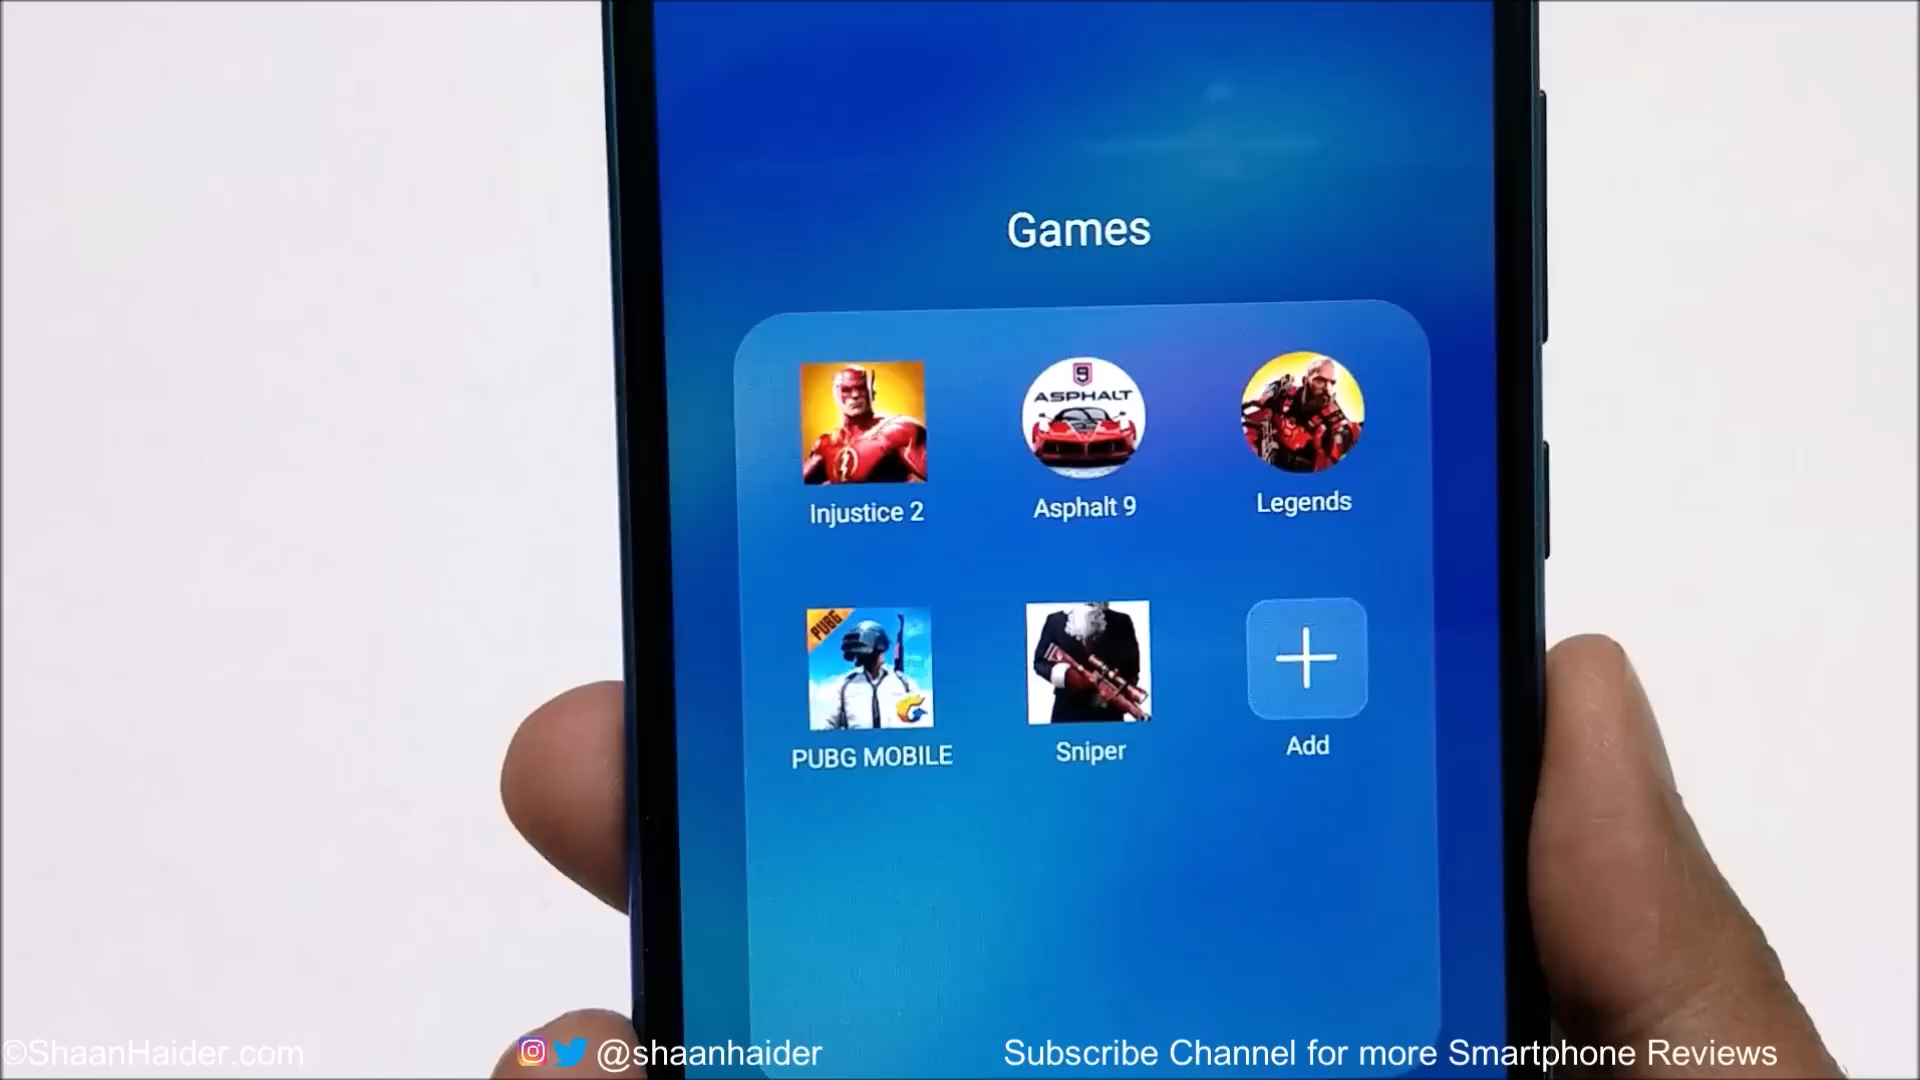 Games
9
ASPHALT
Injustice 2
Asphalt 9
Legends
PUBG
PUBG MOBILE
Sniper
Add
©ShaanHaider.com
@shaanhaider
Subscribe Channel for more Smartphone Reviews